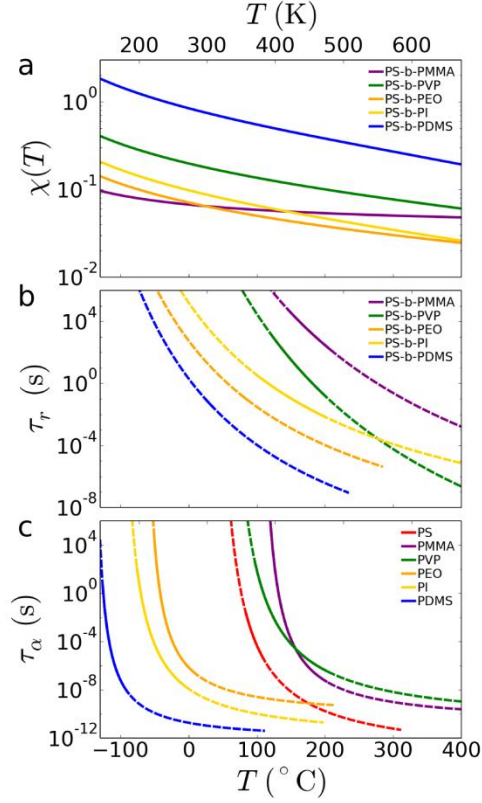 T (K)
200 300 400 500 600
a
PS-b-PMMA
PS-b-PVP
PS-b-PEO
PS-b-PI
PS-b-PDMS
χ(T)
10^0
10^-1
10^-2
b
PS-b-PMMA
PS-b-PVP
PS-b-PEO
PS-b-PI
PS-b-PDMS
τ_r (s)
10^4
10^0
10^-4
10^-8
c
PS
PMMA
PVP
PEO
PI
PDMS
τ_α (s)
10^4
10^0
10^-4
10^-8
10^-12
−100 0 100 200 300 400
T (°C)